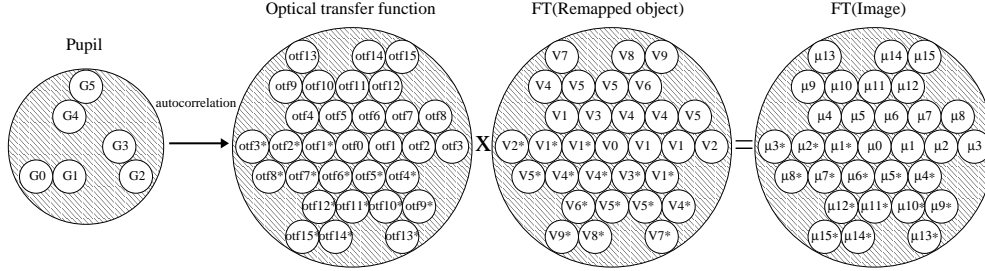 Optical transfer function FT(Remapped object) FT(Image)
Pupil
otf13 otf14 otf15 V7 V8 V9 μ13 μ14 μ15
G5 otf9 otf10 otf11 otf12 V4 V5 V5 V6 μ9 μ10 μ11 μ12
autocorrelation
G4 otf4 otf5 otf6 otf7 otf8 V1 V3 V4 V4 V5 μ4 μ5 μ6 μ7 μ8
G3 otf3* otf2* otf1* otf0 otf1 otf2 otf3 X V2* V1* V1* V0 V1 V1 V2 = μ3* μ2* μ1* μ0 μ1 μ2 μ3
G0 G1 G2 otf8* otf7* otf6* otf5* otf4* V5* V4* V4* V3* V1* μ8* μ7* μ6* μ5* μ4*
otf12* otf11* otf10* otf9* V6* V5* V5* V4* μ12* μ11* μ10* μ9*
otf15* otf14* otf13* V9* V8* V7* μ15* μ14* μ13*